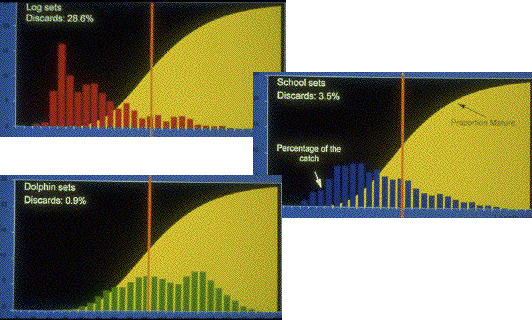 Log sets
Discards: 28.6%
School sets
Discards: 3.5%
Proportion Mature
Percentage of the
catch
Dolphin sets
Discards: 0.9%